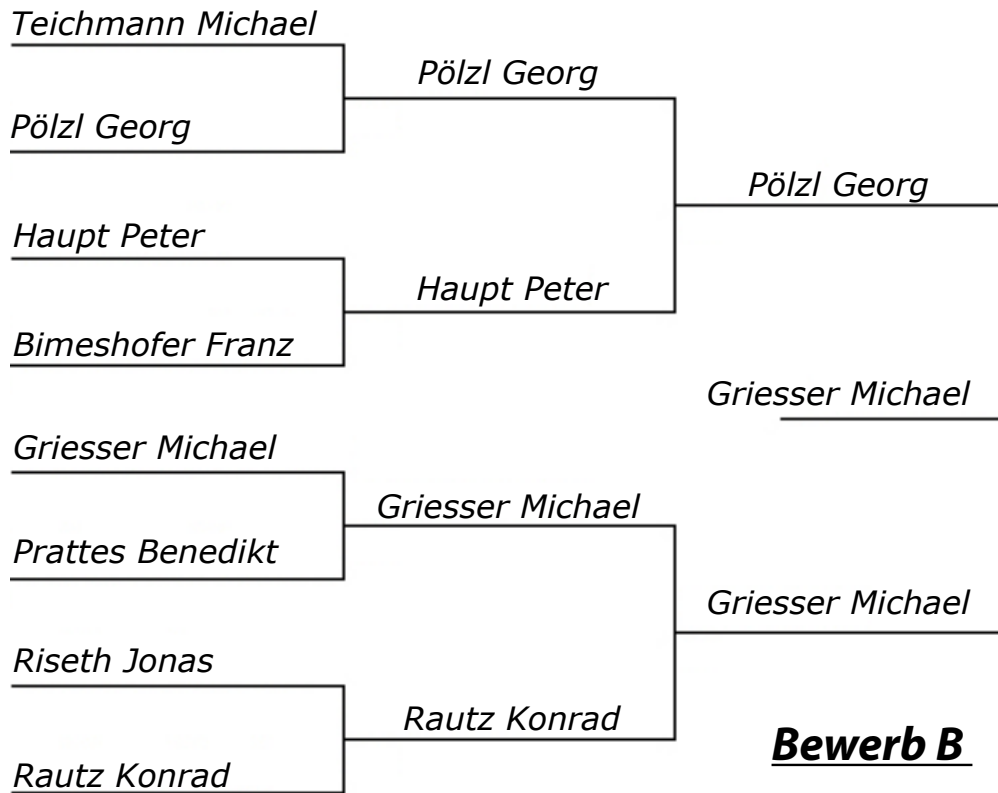 Teichmann Michael
Pölzl Georg
Pölzl Georg
Pölzl Georg
Haupt Peter
Haupt Peter
Bimeshofer Franz
Griesser Michael
Griesser Michael
Griesser Michael
Prattes Benedikt
Griesser Michael
Riseth Jonas
Rautz Konrad
Bewerb B
Rautz Konrad